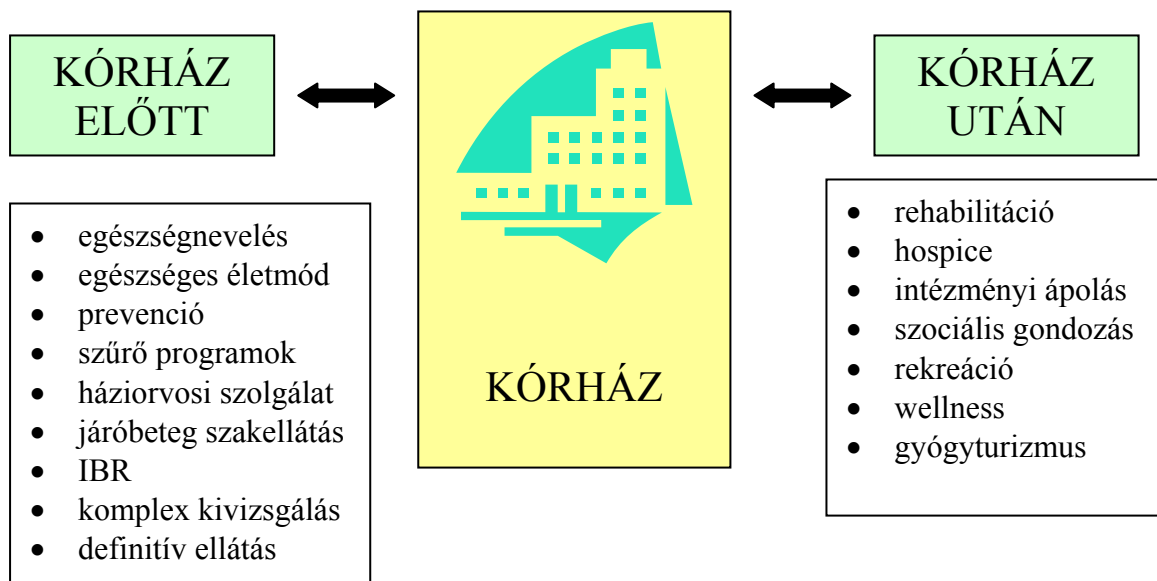 KÓRHÁZ
ELŐTT
• egészségnevelés
• egészséges életmód
• prevenció
• szűrő programok
• háziorvosi szolgálat
• járóbeteg szakellátás
• IBR
• komplex kivizsgálás
• definitív ellátás
KÓRHÁZ
KÓRHÁZ
UTÁN
• rehabilitáció
• hospice
• intézményi ápolás
• szociális gondozás
• rekreáció
• wellness
• gyógyturizmus